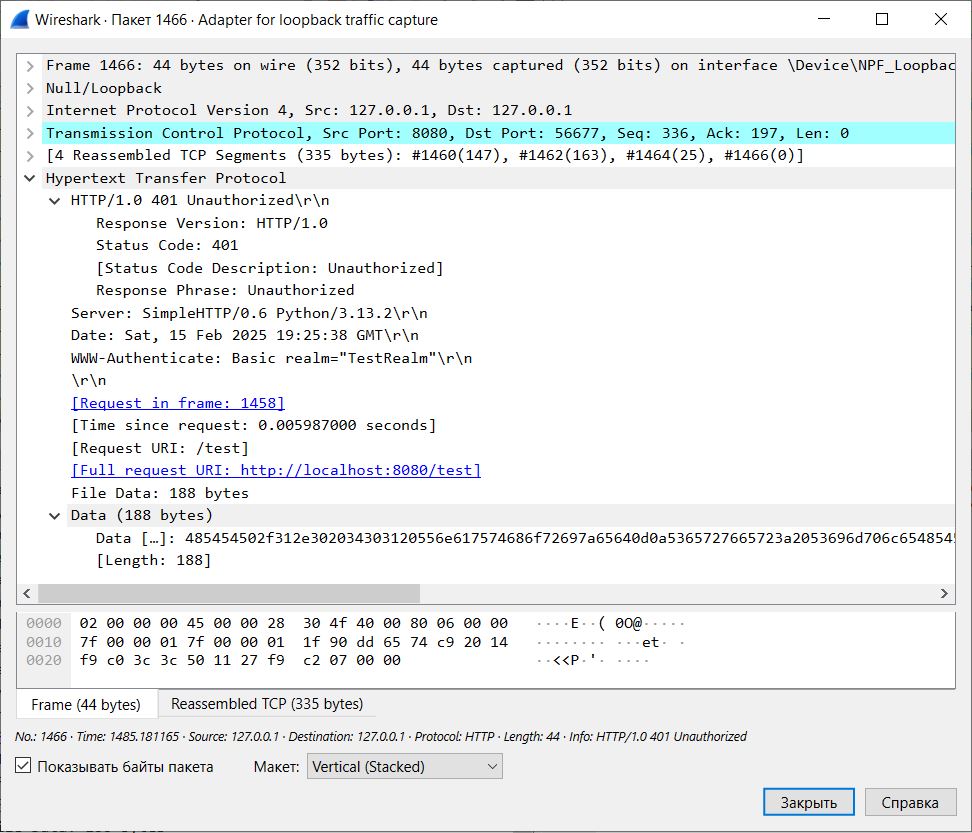 Wireshark · Пакет 1466 · Adapter for loopback traffic capture
Frame 1466: 44 bytes on wire (352 bits), 44 bytes captured (352 bits) on interface \Device\NPF_Loopbac
Null/Loopback
Internet Protocol Version 4, Src: 127.0.0.1, Dst: 127.0.0.1
Transmission Control Protocol, Src Port: 8080, Dst Port: 56677, Seq: 336, Ack: 197, Len: 0
[4 Reassembled TCP Segments (335 bytes): #1460(147), #1462(163), #1464(25), #1466(0)]
Hypertext Transfer Protocol
HTTP/1.0 401 Unauthorized\r\n
Response Version: HTTP/1.0
Status Code: 401
[Status Code Description: Unauthorized]
Response Phrase: Unauthorized
Server: SimpleHTTP/0.6 Python/3.13.2\r\n
Date: Sat, 15 Feb 2025 19:25:38 GMT\r\n
WWW-Authenticate: Basic realm="TestRealm"\r\n
\r\n
[Request in frame: 1458]
[Time since request: 0.005987000 seconds]
[Request URI: /test]
[Full request URI: http://localhost:8080/test]
File Data: 188 bytes
Data (188 bytes)
Data […]: 485454502f312e302034303120556e617574686f72697a65640d0a5365727665723a2053696d706c6548545
[Length: 188]
0000 02 00 00 00 45 00 00 28 30 4f 40 00 80 06 00 00 ····E··( 0O@·····
0010 7f 00 00 01 7f 00 00 01 1f 90 dd 65 74 c9 20 14 ········ ···et· ·
0020 f9 c0 3c 3c 50 11 27 f9 c2 07 00 00 ··<<P·'· ····
Frame (44 bytes) Reassembled TCP (335 bytes)
No.: 1466 · Time: 1485.181165 · Source: 127.0.0.1 · Destination: 127.0.0.1 · Protocol: HTTP · Length: 44 · Info: HTTP/1.0 401 Unauthorized
Показывать байты пакета Макет: Vertical (Stacked)
Закрыть Справка